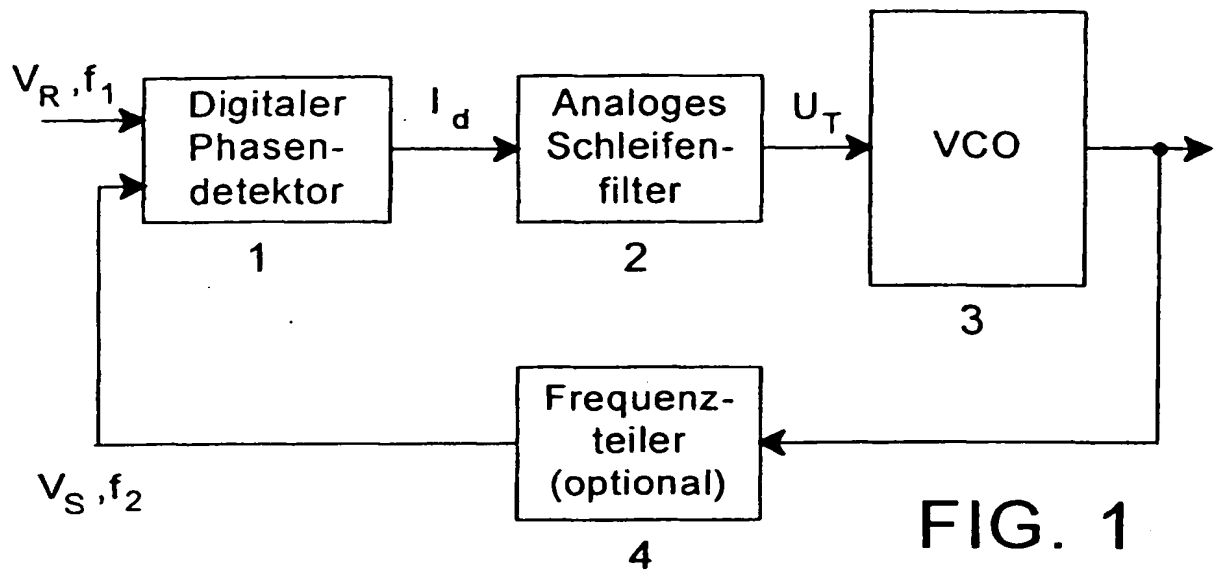 V_R ,f_1
Digitaler
Phasen-
detektor
1
I_d
Analoges
Schleifen-
filter
2
U_T
VCO
3
Frequenz-
teiler
(optional)
4
V_S ,f_2
FIG. 1